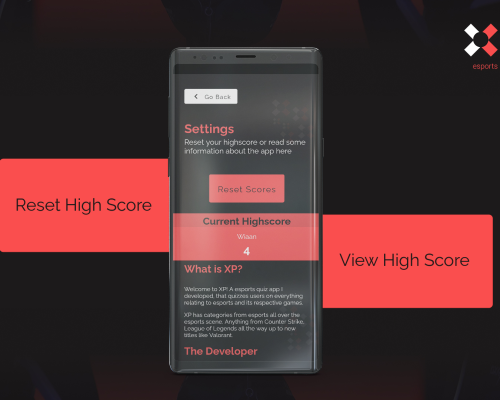 esports
Go Back
Settings
Reset your highscore or read some
information about the app here
Reset Scores
Reset High Score
Current Highscore
Wiaan
4
View High Score
What is XP?
Welcome to XP! A esports quiz app I
developed, that quizzes users on everything
relating to esports and its respective games.
XP has categories from esports all over the
esports scene. Anything from Counter Strike,
League of Legends all the way up to new
titles like Valorant.
The Developer